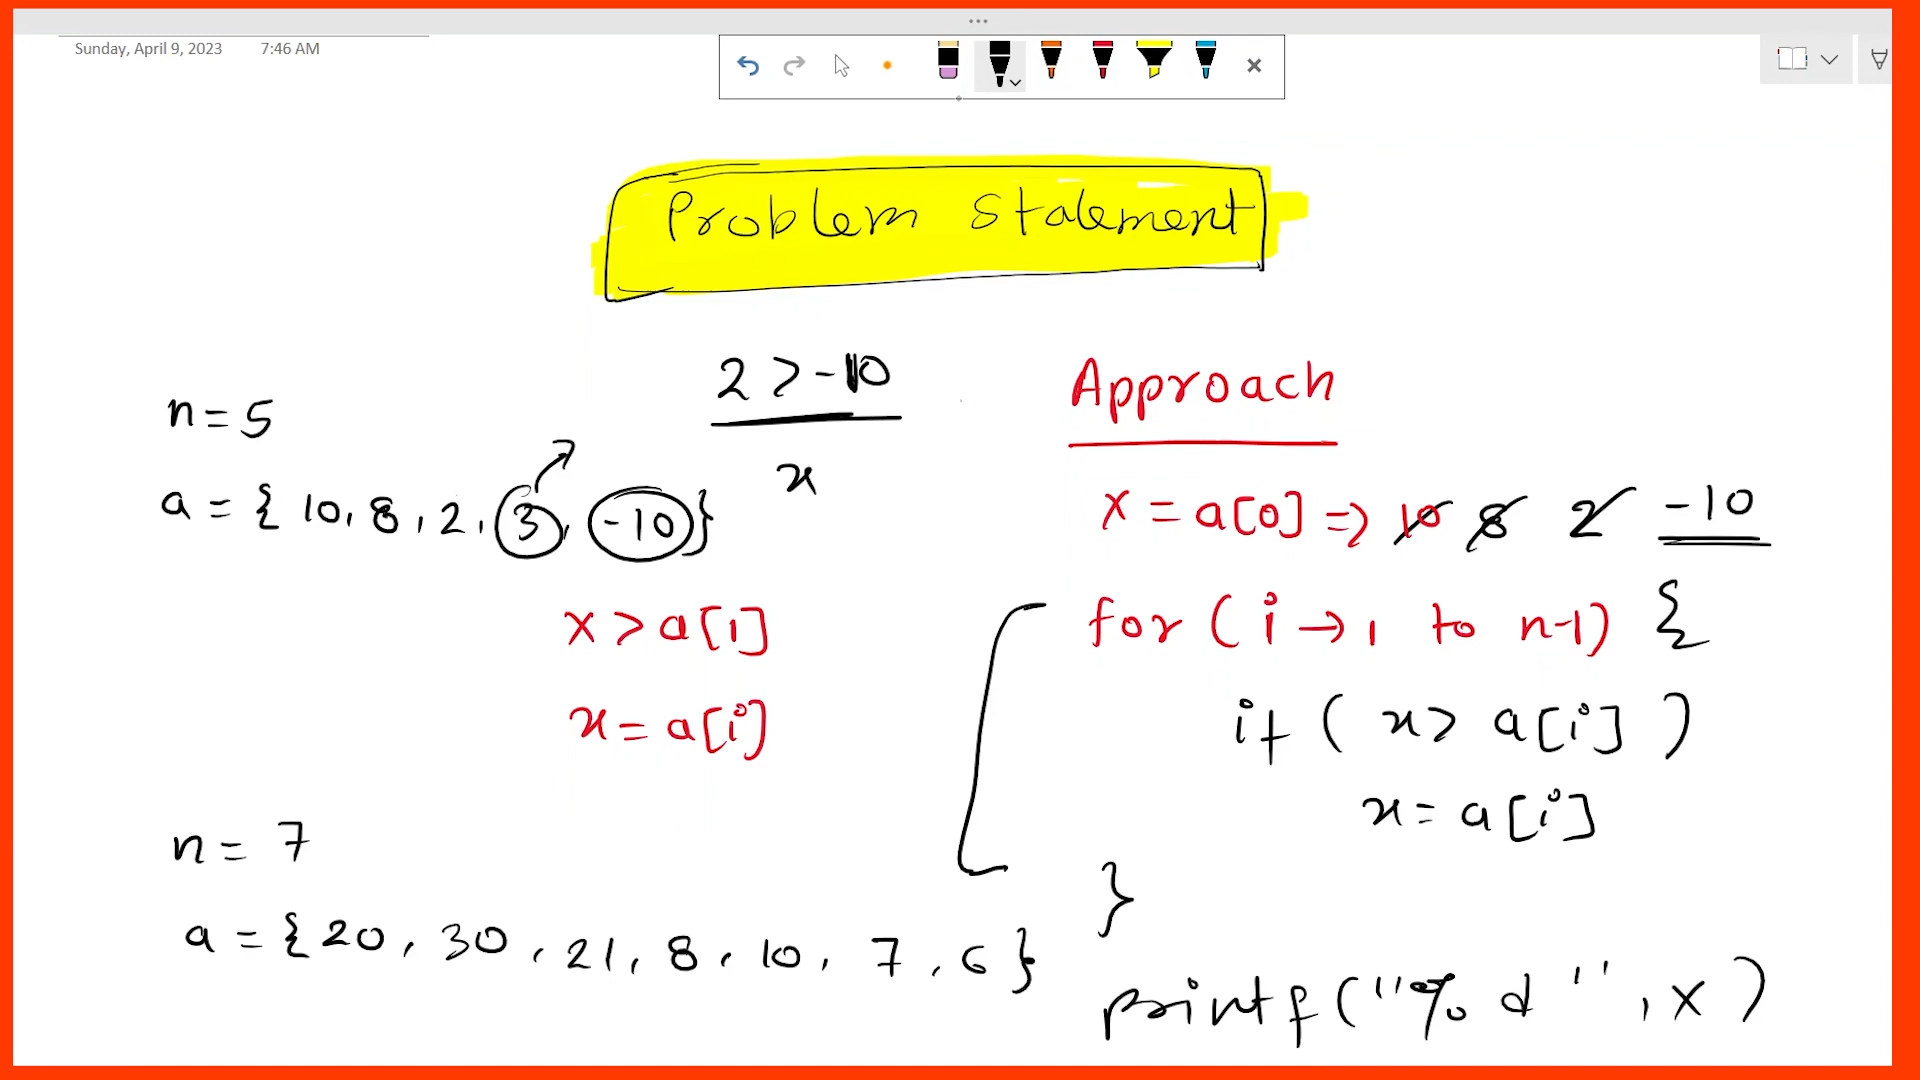 Sunday, April 9, 2023 7:46 AM
Problem Statement
n = 5
a = { 10, 8, 2, 3, -10 }
2 > -10
x
x > a[i]
x = a[i]
n = 7
a = { 20, 30, 21, 8, 10, 7, 6 }
Approach
x = a[0] => 10 8 2 -10
for ( i → 1 to n-1) {
if ( x > a[i] )
x = a[i]
}
printf ("% d ", x )